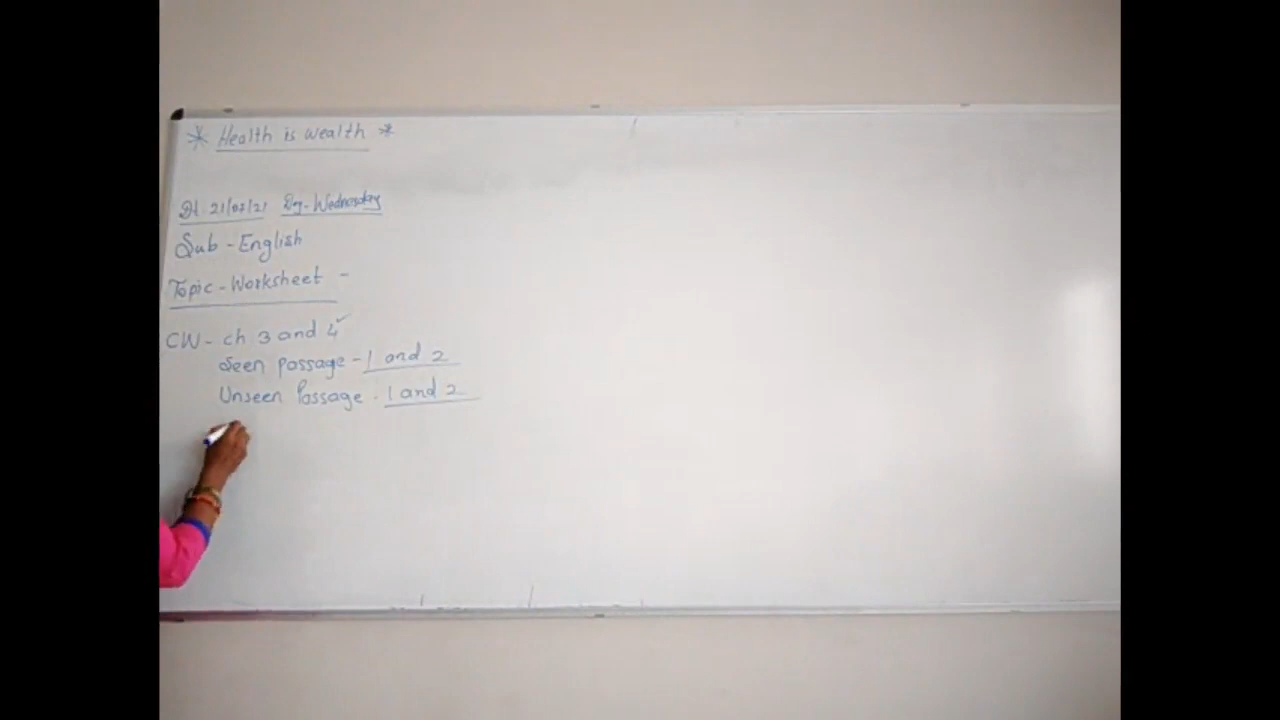 * Health is wealth *
Dt. 21/07/21 Day-Wednesday
Sub - English
Topic - Worksheet -
CW - ch 3 and 4
Seen passage - 1 and 2
Unseen Passage - 1 and 2